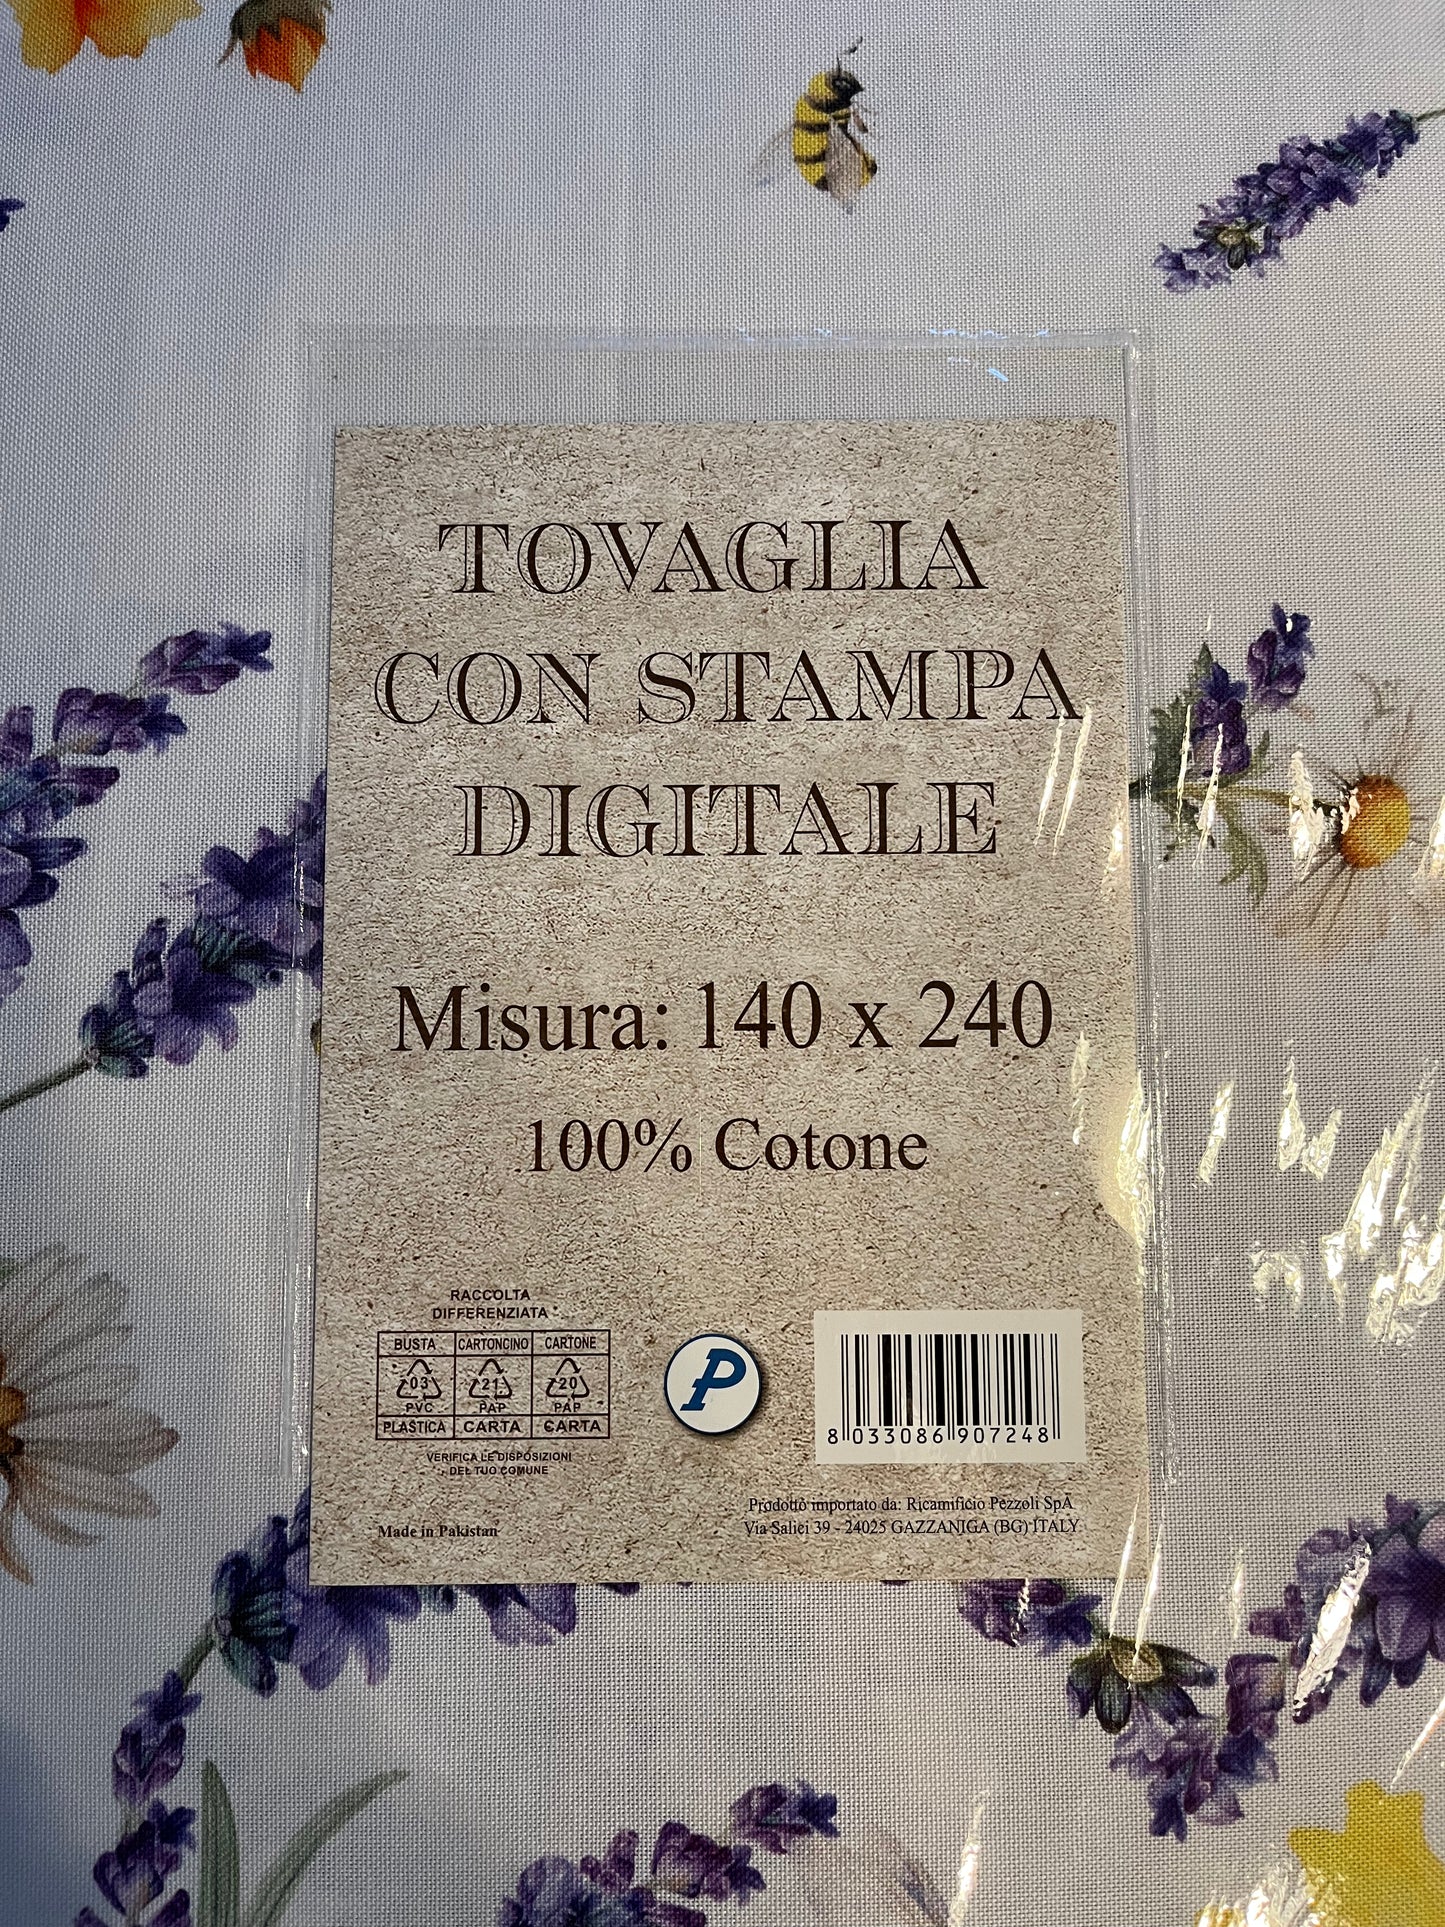 TOVAGLIA
CON STAMPA
DIGITALE
Misura: 140 x 240
100% Cotone
RACCOLTA
DIFFERENZIATA
BUSTA CARTONCINO CARTONE
03 21 20
PVC PAP PAP
PLASTICA CARTA CARTA
VERIFICA LE DISPOSIZIONI
DEL TUO COMUNE
P
8 033086 907248
Made in Pakistan
Prodotto importato da: Ricamificio Pezzoli SpA
Via Salici 39 - 24025 GAZZANIGA (BG) ITALY